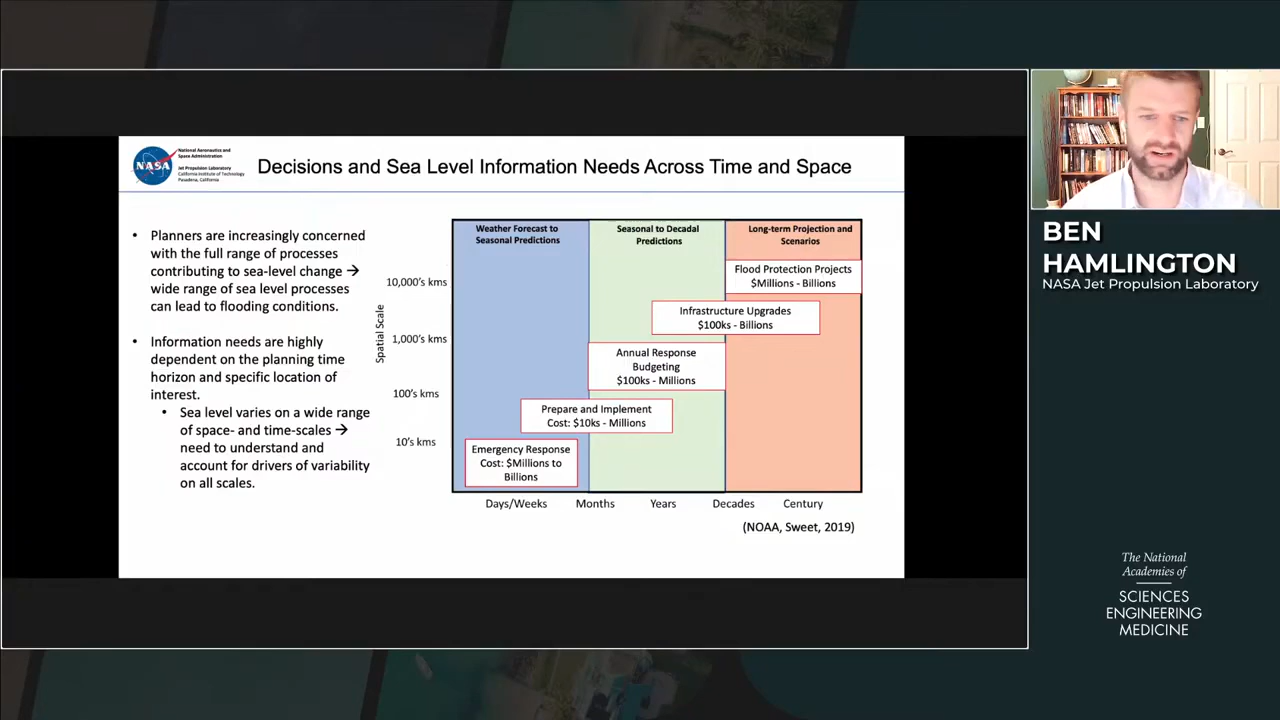 National Aeronautics and
Space Administration
Jet Propulsion Laboratory
California Institute of Technology
Pasadena, California
NASA
Decisions and Sea Level Information Needs Across Time and Space
• Planners are increasingly concerned
with the full range of processes
contributing to sea-level change →
wide range of sea level processes
can lead to flooding conditions.
• Information needs are highly
dependent on the planning time
horizon and specific location of
interest.
• Sea level varies on a wide range
of space- and time-scales →
need to understand and
account for drivers of variability
on all scales.
Spatial Scale
10,000's kms
1,000's kms
100's kms
10's kms
Weather Forecast to
Seasonal Predictions
Seasonal to Decadal
Predictions
Long-term Projection and
Scenarios
Flood Protection Projects
$Millions - Billions
Infrastructure Upgrades
$100ks - Billions
Annual Response
Budgeting
$100ks - Millions
Prepare and Implement
Cost: $10ks - Millions
Emergency Response
Cost: $Millions to
Billions
Days/Weeks
Months
Years
Decades
Century
(NOAA, Sweet, 2019)
BEN
HAMLINGTON
NASA Jet Propulsion Laboratory
The National
Academies of
SCIENCES
ENGINEERING
MEDICINE